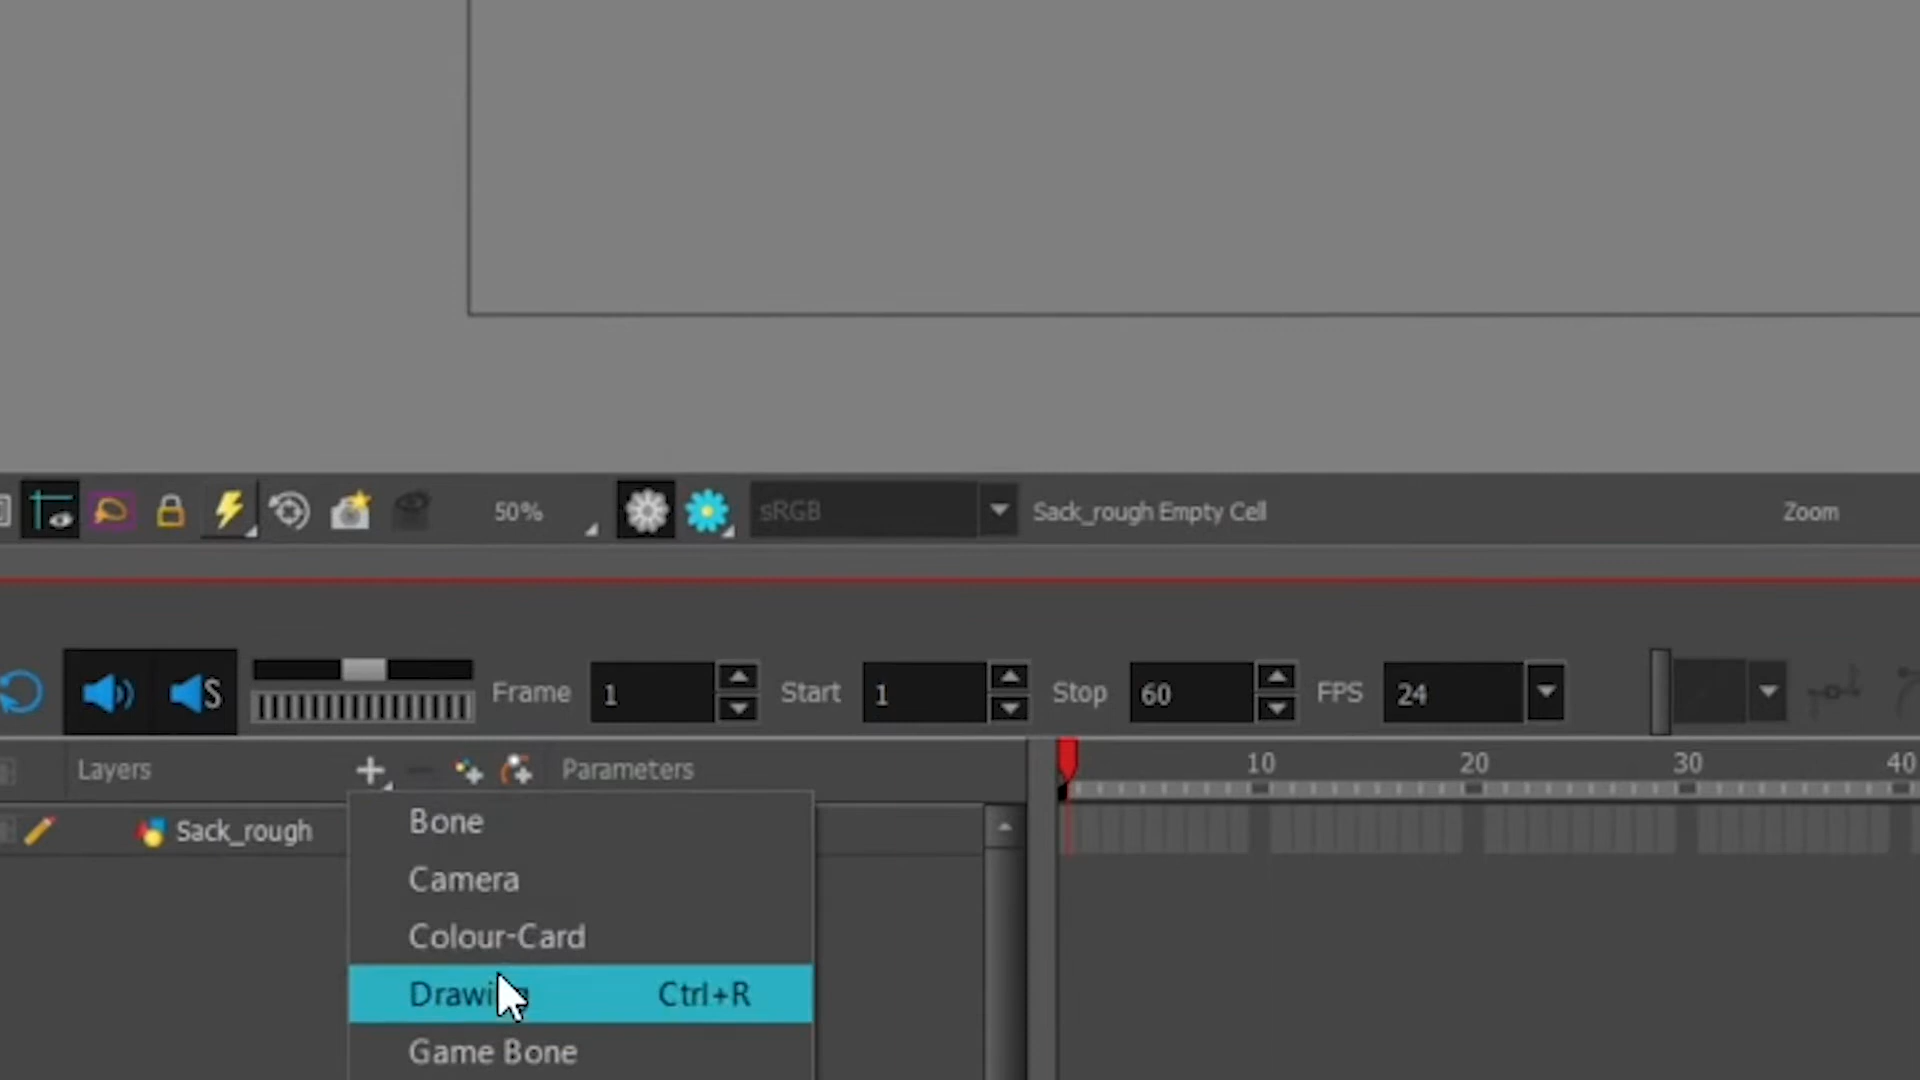 50%
sRGB
Sack_rough Empty Cell
Zoom
S
Frame 1 Start 1 Stop 60 FPS 24
Layers
Parameters
10 20 30 40
Sack_rough
Bone
Camera
Colour-Card
Drawing Ctrl+R
Game Bone